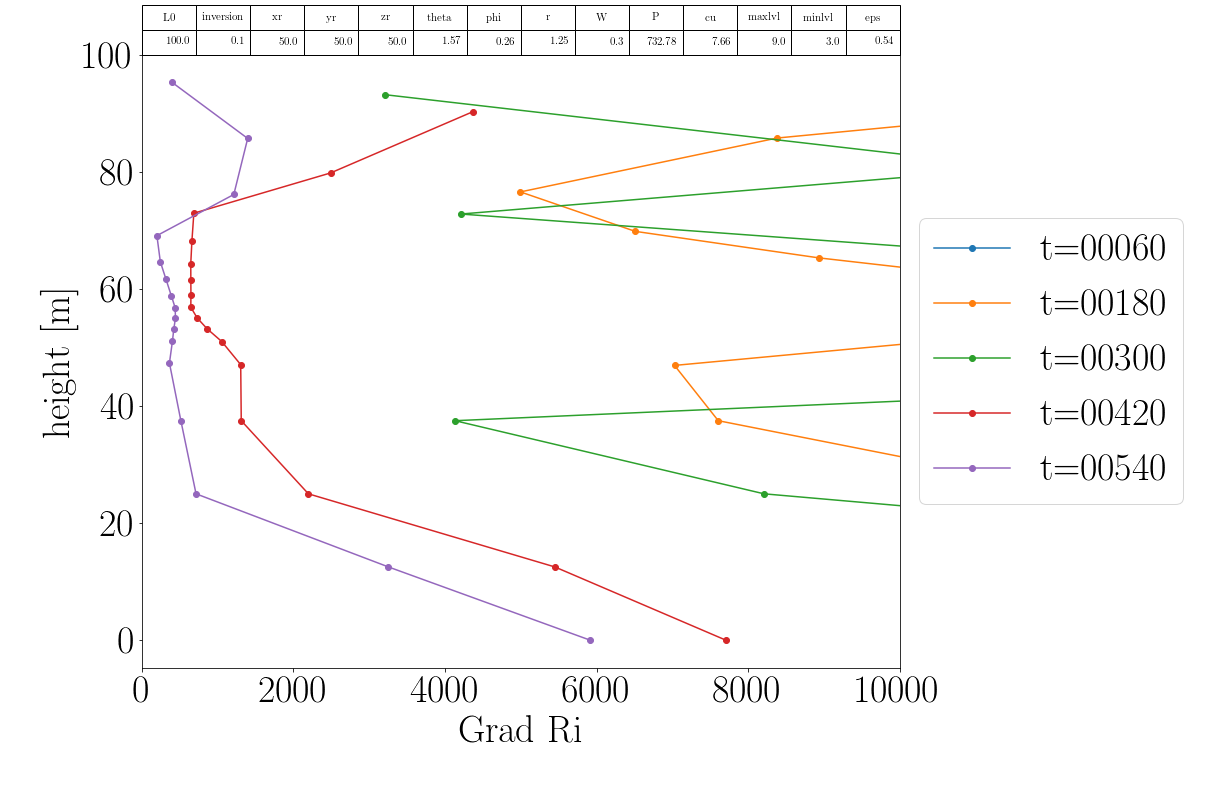 L0 inversion xr yr zr theta phi r W P cu maxlvl minlvl eps
100.0 0.1 50.0 50.0 50.0 1.57 0.26 1.25 0.3 732.78 7.66 9.0 3.0 0.54
100
80
60
40
20
0
height [m]
0 2000 4000 6000 8000 10000
Grad Ri
t=00060
t=00180
t=00300
t=00420
t=00540